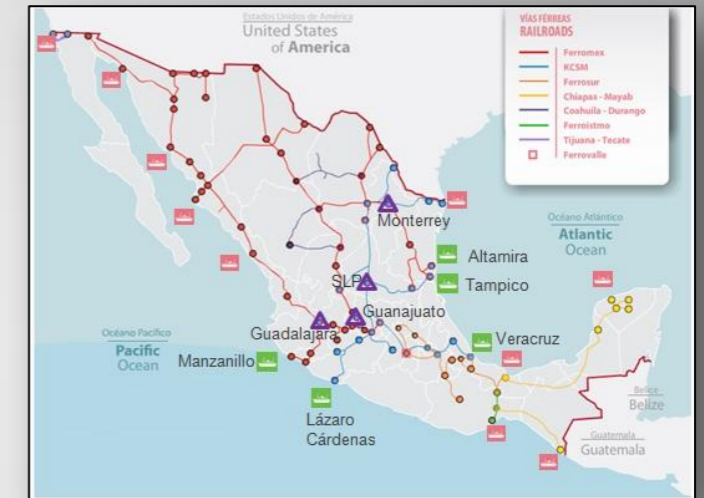 Estados Unidos de América
United States
of America
VÍAS FÉRREAS
RAILROADS
Ferromex
KCSM
Ferrosur
Chiapas - Mayab
Coahuila - Durango
Ferroistmo
Tijuana - Tecate
Ferrovalle
Monterrey
Océano Atlántico
Atlantic
Ocean
Altamira
SLP
Tampico
Guanajuato
Guadalajara
Océano Pacífico
Pacific
Ocean
Manzanillo
Veracruz
Lázaro
Cárdenas
Belice
Belize
Guatemala
Guatemala